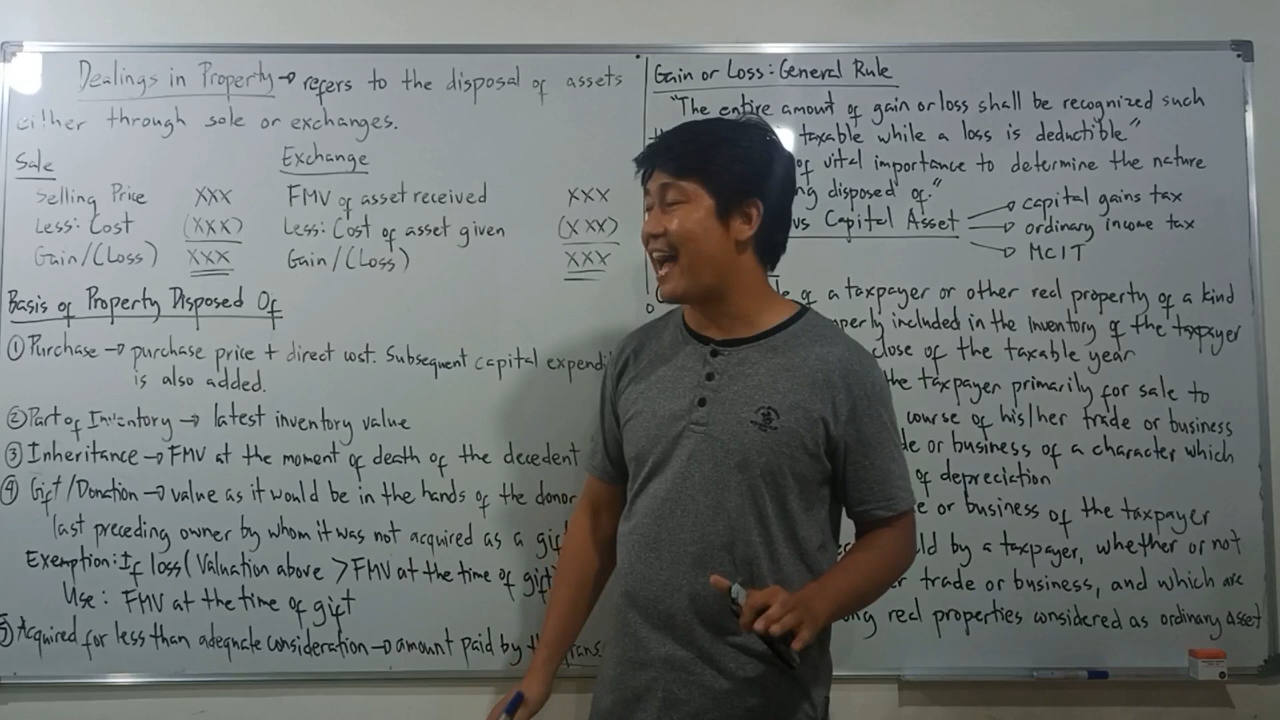 Dealings in Property → refers to the disposal of assets
either through sale or exchanges.
Sale
Selling Price XXX
Less: Cost (XXX)
Gain/(Loss) XXX
Exchange
FMV of asset received XXX
Less: Cost of asset given (XXX)
Gain/(Loss) XXX
Basis of Property Disposed Of
① Purchase → purchase price + direct cost. Subsequent capital
is also added.
② Part of Inventory → latest inventory value
③ Inheritance → FMV at the moment of death of the decedent
④ Gift/Donation → value as it would be in the hands of the donor
last preceding owner by whom it was not acquired as a
Exemption: If loss (Valuation above > FMV at the time of gift)
Use: FMV at the time of gift
⑤ Acquired for less than adequate consideration → amount paid by
Gain or Loss: General Rule
"The entire amount of gain or loss shall be recognized such
taxable while a loss is deductible"
of vital importance to determine the nature
disposed of."
vs Capital Asset → capital gains tax
→ ordinary income tax
→ MCIT
of a taxpayer or other real property of a kind
included in the inventory of the taxpayer
close of the taxable year
the taxpayer primarily for sale to
course of his/her trade or business
or business of a character which
of depreciation
or business of the taxpayer
by a taxpayer, whether or not
trade or business, and which are
real properties considered as ordinary asset